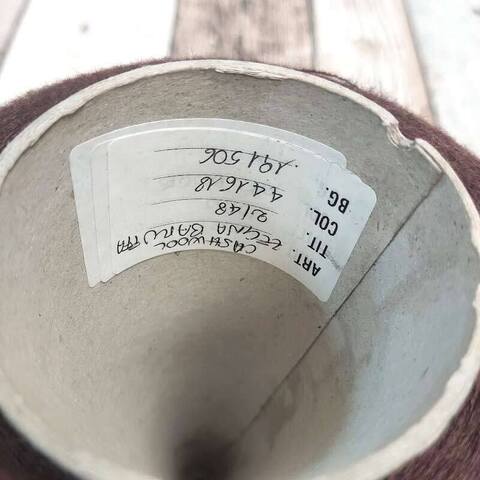 CASHWOOL
ART. ZEGNA BARUFFA
TIT. 2/48
COL. 441618
BG. 191506